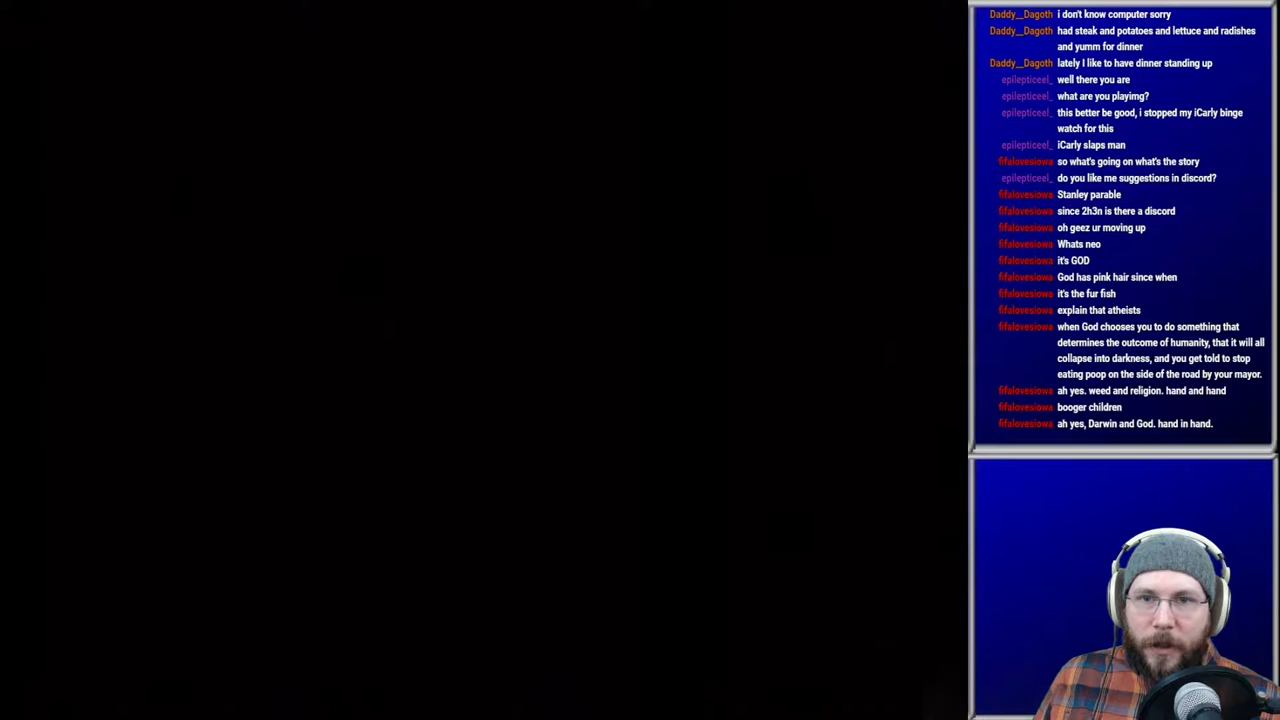 Daddy__Dagoth i don't know computer sorry
Daddy__Dagoth had steak and potatoes and lettuce and radishes
and yumm for dinner
Daddy__Dagoth lately I like to have dinner standing up
epilepticeel_ well there you are
epilepticeel_ what are you playimg?
epilepticeel_ this better be good, i stopped my iCarly binge
watch for this
epilepticeel_ iCarly slaps man
fifalovesiowa so what's going on what's the story
epilepticeel_ do you like me suggestions in discord?
fifalovesiowa Stanley parable
fifalovesiowa since 2h3n is there a discord
fifalovesiowa oh geez ur moving up
fifalovesiowa Whats neo
fifalovesiowa it's GOD
fifalovesiowa God has pink hair since when
fifalovesiowa it's the fur fish
fifalovesiowa explain that atheists
fifalovesiowa when God chooses you to do something that
determines the outcome of humanity, that it will all
collapse into darkness, and you get told to stop
eating poop on the side of the road by your mayor.
fifalovesiowa ah yes. weed and religion. hand and hand
fifalovesiowa booger children
fifalovesiowa ah yes, Darwin and God. hand in hand.